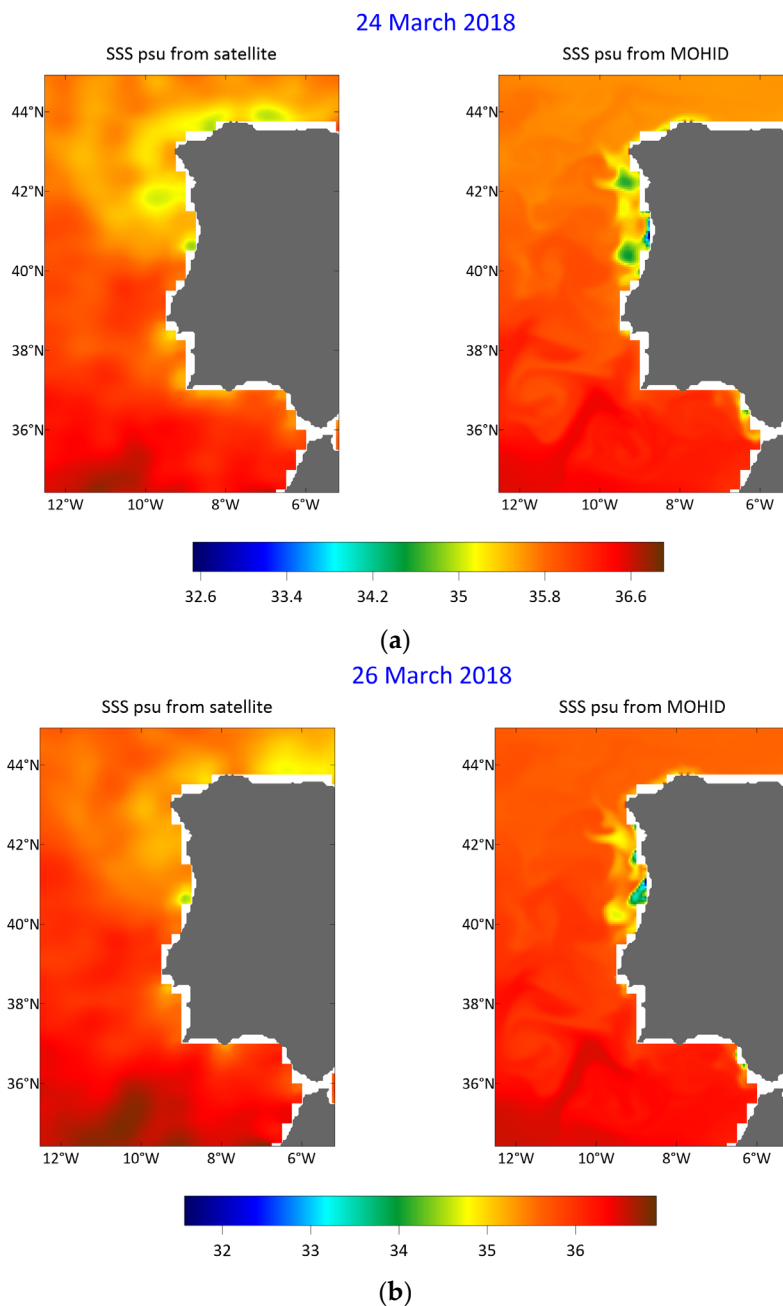 24 March 2018
SSS psu from satellite
SSS psu from MOHID
44°N
42°N
40°N
38°N
36°N
12°W 10°W 8°W 6°W
44°N
42°N
40°N
38°N
36°N
12°W 10°W 8°W 6°W
32.6 33.4 34.2 35 35.8 36.6
(a)
26 March 2018
SSS psu from satellite
SSS psu from MOHID
44°N
42°N
40°N
38°N
36°N
12°W 10°W 8°W 6°W
44°N
42°N
40°N
38°N
36°N
12°W 10°W 8°W 6°W
32 33 34 35 36
(b)